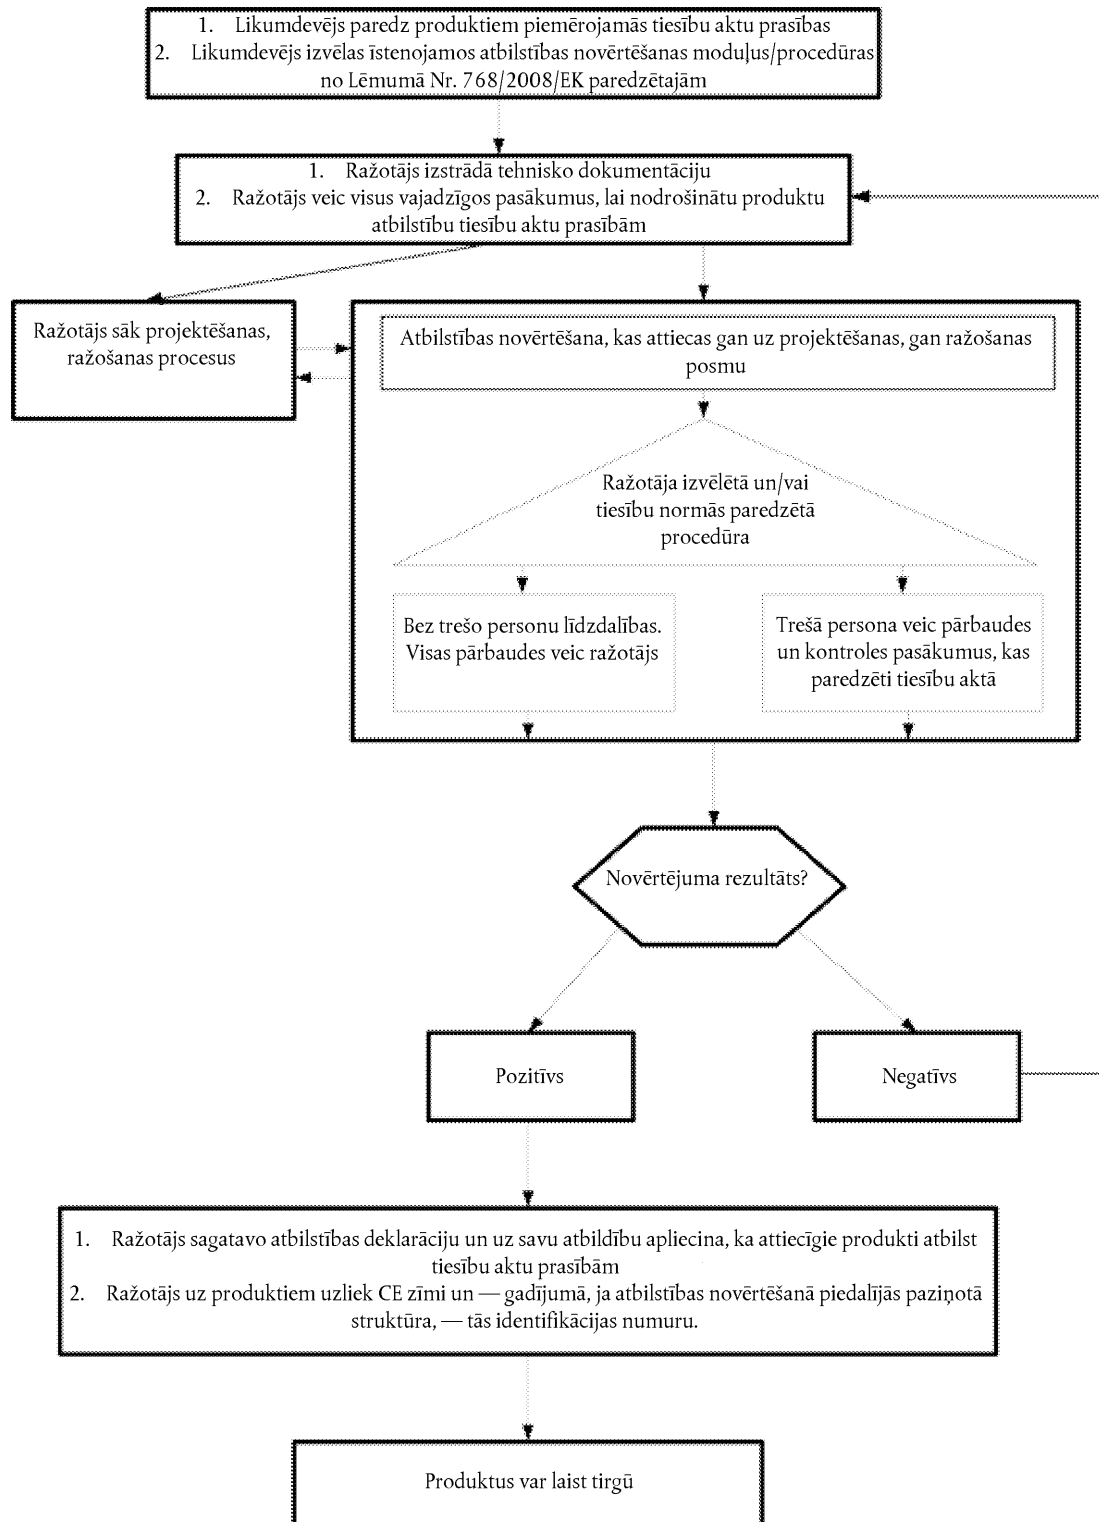 1. Likumdevējs paredz produktiem piemērojamās tiesību aktu prasības
2. Likumdevējs izvēlas īstenojamos atbilstības novērtēšanas moduļus/procedūras
no Lēmumā Nr. 768/2008/EK paredzētajām
1. Ražotājs izstrādā tehnisko dokumentāciju
2. Ražotājs veic visus vajadzīgos pasākumus, lai nodrošinātu produktu
atbilstību tiesību aktu prasībām
Ražotājs sāk projektēšanas,
ražošanas procesus
Atbilstības novērtēšana, kas attiecas gan uz projektēšanas, gan ražošanas
posmu
Ražotāja izvēlētā un/vai
tiesību normās paredzētā
procedūra
Bez trešo personu līdzdalības.
Visas pārbaudes veic ražotājs
Trešā persona veic pārbaudes
un kontroles pasākumus, kas
paredzēti tiesību aktā
Novērtējuma rezultāts?
Pozitīvs
Negatīvs
1. Ražotājs sagatavo atbilstības deklarāciju un uz savu atbildību apliecina, ka attiecīgie produkti atbilst
tiesību aktu prasībām
2. Ražotājs uz produktiem uzliek CE zīmi un — gadījumā, ja atbilstības novērtēšanā piedalījās paziņotā
struktūra, — tās identifikācijas numuru.
Produktus var laist tirgū